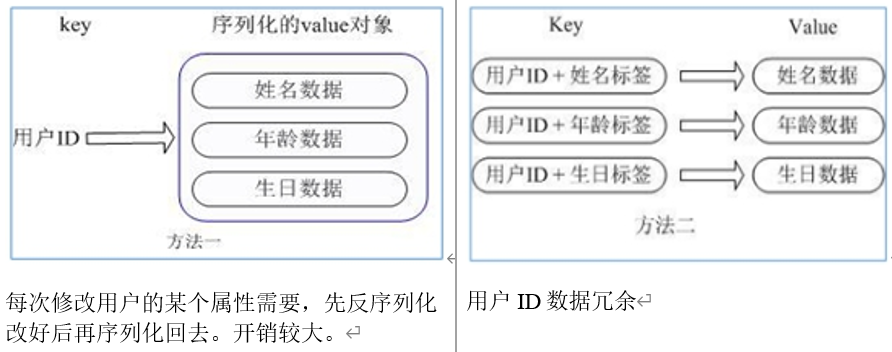 key 序列化的value对象
用户ID
姓名数据
年龄数据
生日数据
方法一
每次修改用户的某个属性需要，先反序列化
改好后再序列化回去。开销较大。
Key Value
用户ID + 姓名标签 姓名数据
用户ID + 年龄标签 年龄数据
用户ID + 生日标签 生日数据
方法二
用户 ID 数据冗余